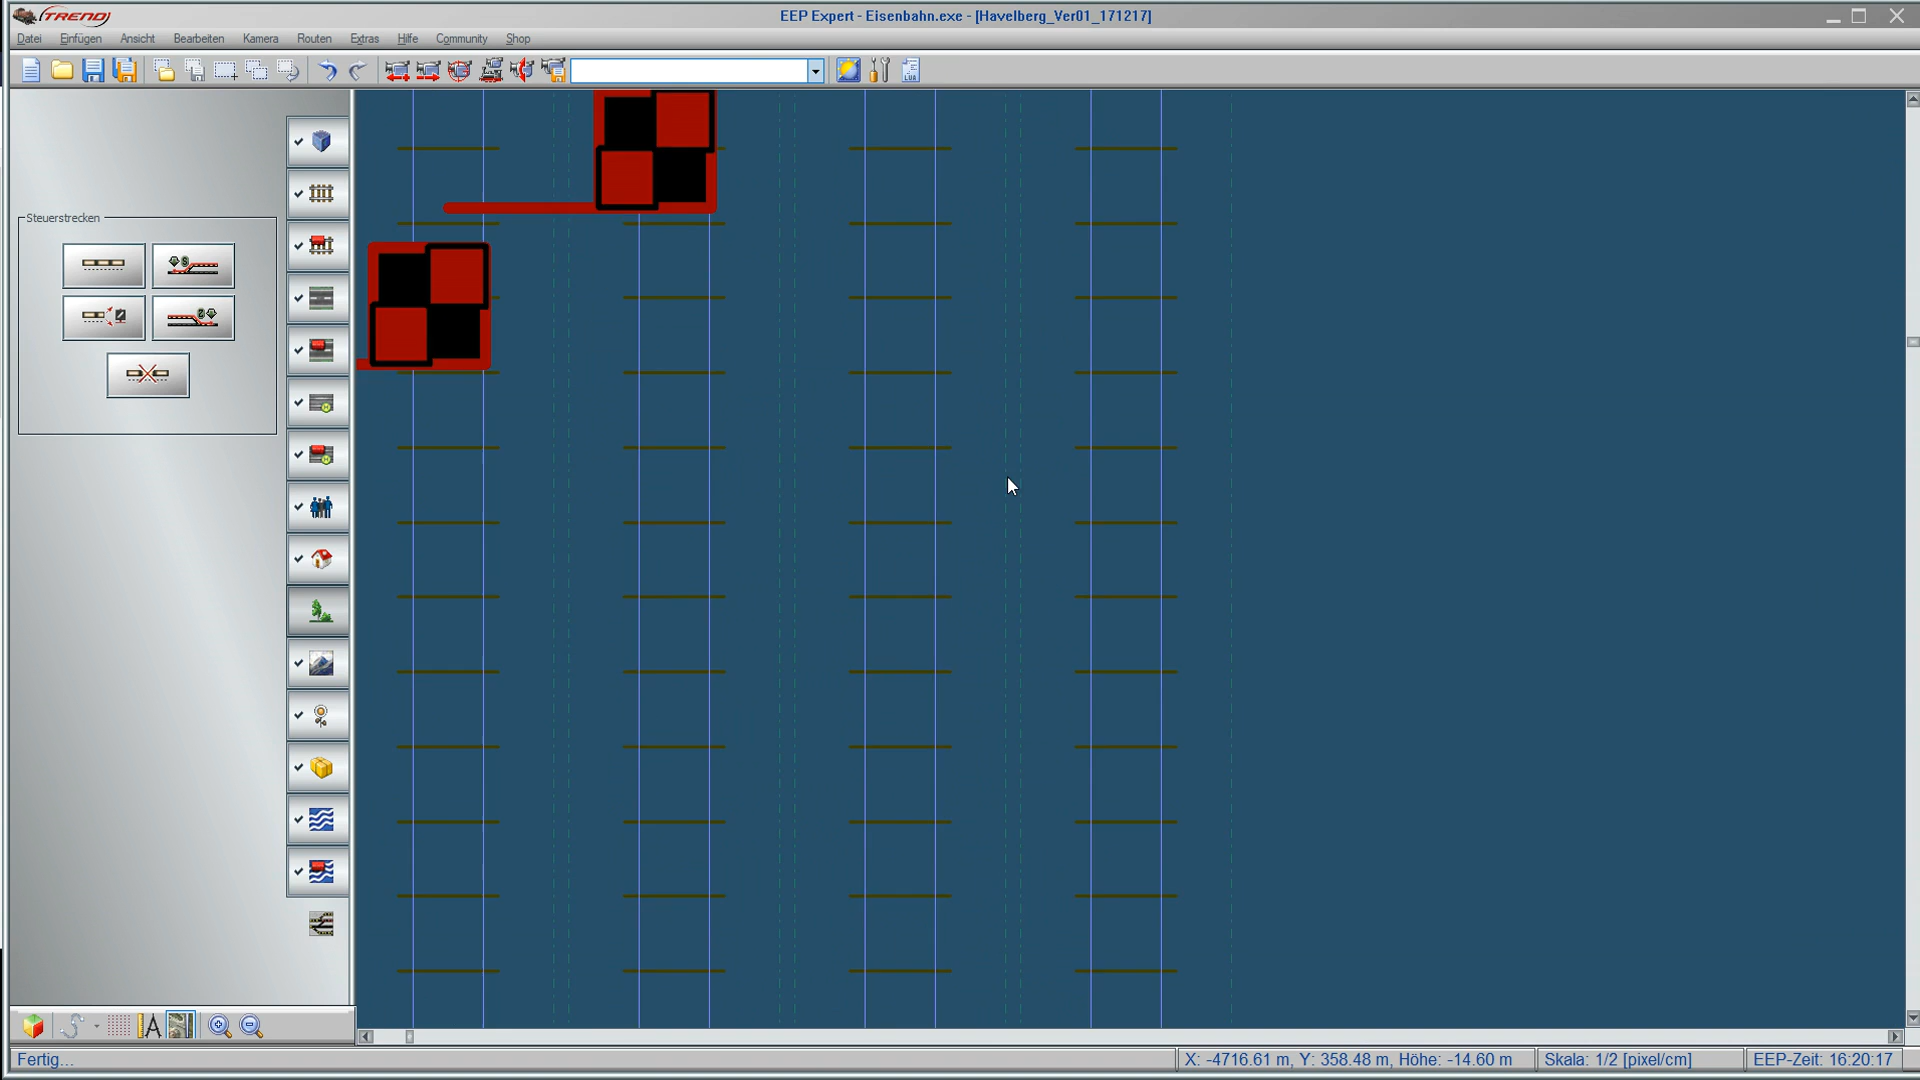 TREND
EEP Expert - Eisenbahn.exe - [Havelberg_Ver01_171217]
Datei Einfügen Ansicht Bearbeiten Kamera Routen Extras Hilfe Community Shop
LUA
Steuerstrecken
Fertig...
X: -4716.61 m, Y: 358.48 m, Höhe: -14.60 m
Skala: 1/2 [pixel/cm]
EEP-Zeit: 16:20:17